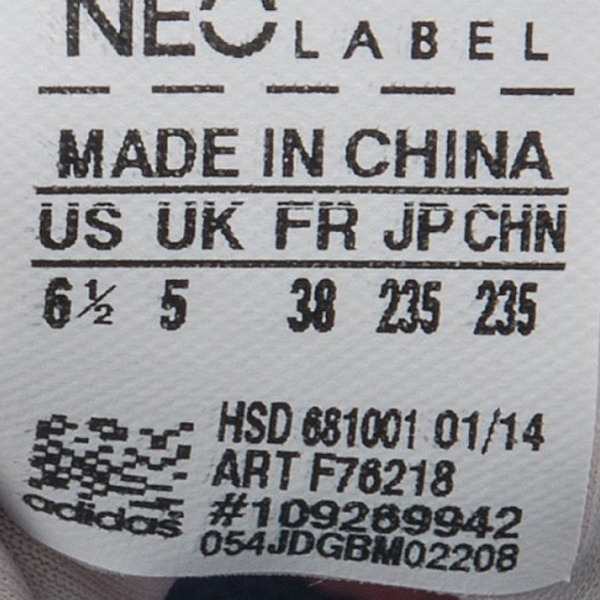 NEO LABEL
MADE IN CHINA
US UK FR JP CHN
6½ 5 38 235 235
HSD 681001 01/14
ART F76218
#109269942
054JDGBM02208
adidas